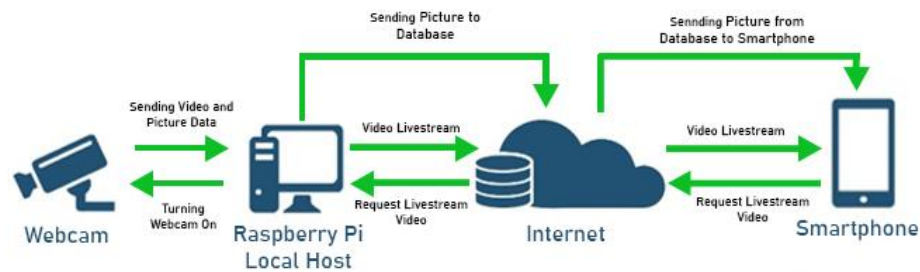 Sending Picture to
Database
Sennding Picture from
Database to Smartphone
Sending Video and
Picture Data
Video Livestream
Video Livestream
Turning
Webcam On
Request Livestream
Video
Request Livestream
Video
Webcam
Raspberry Pi
Local Host
Internet
Smartphone